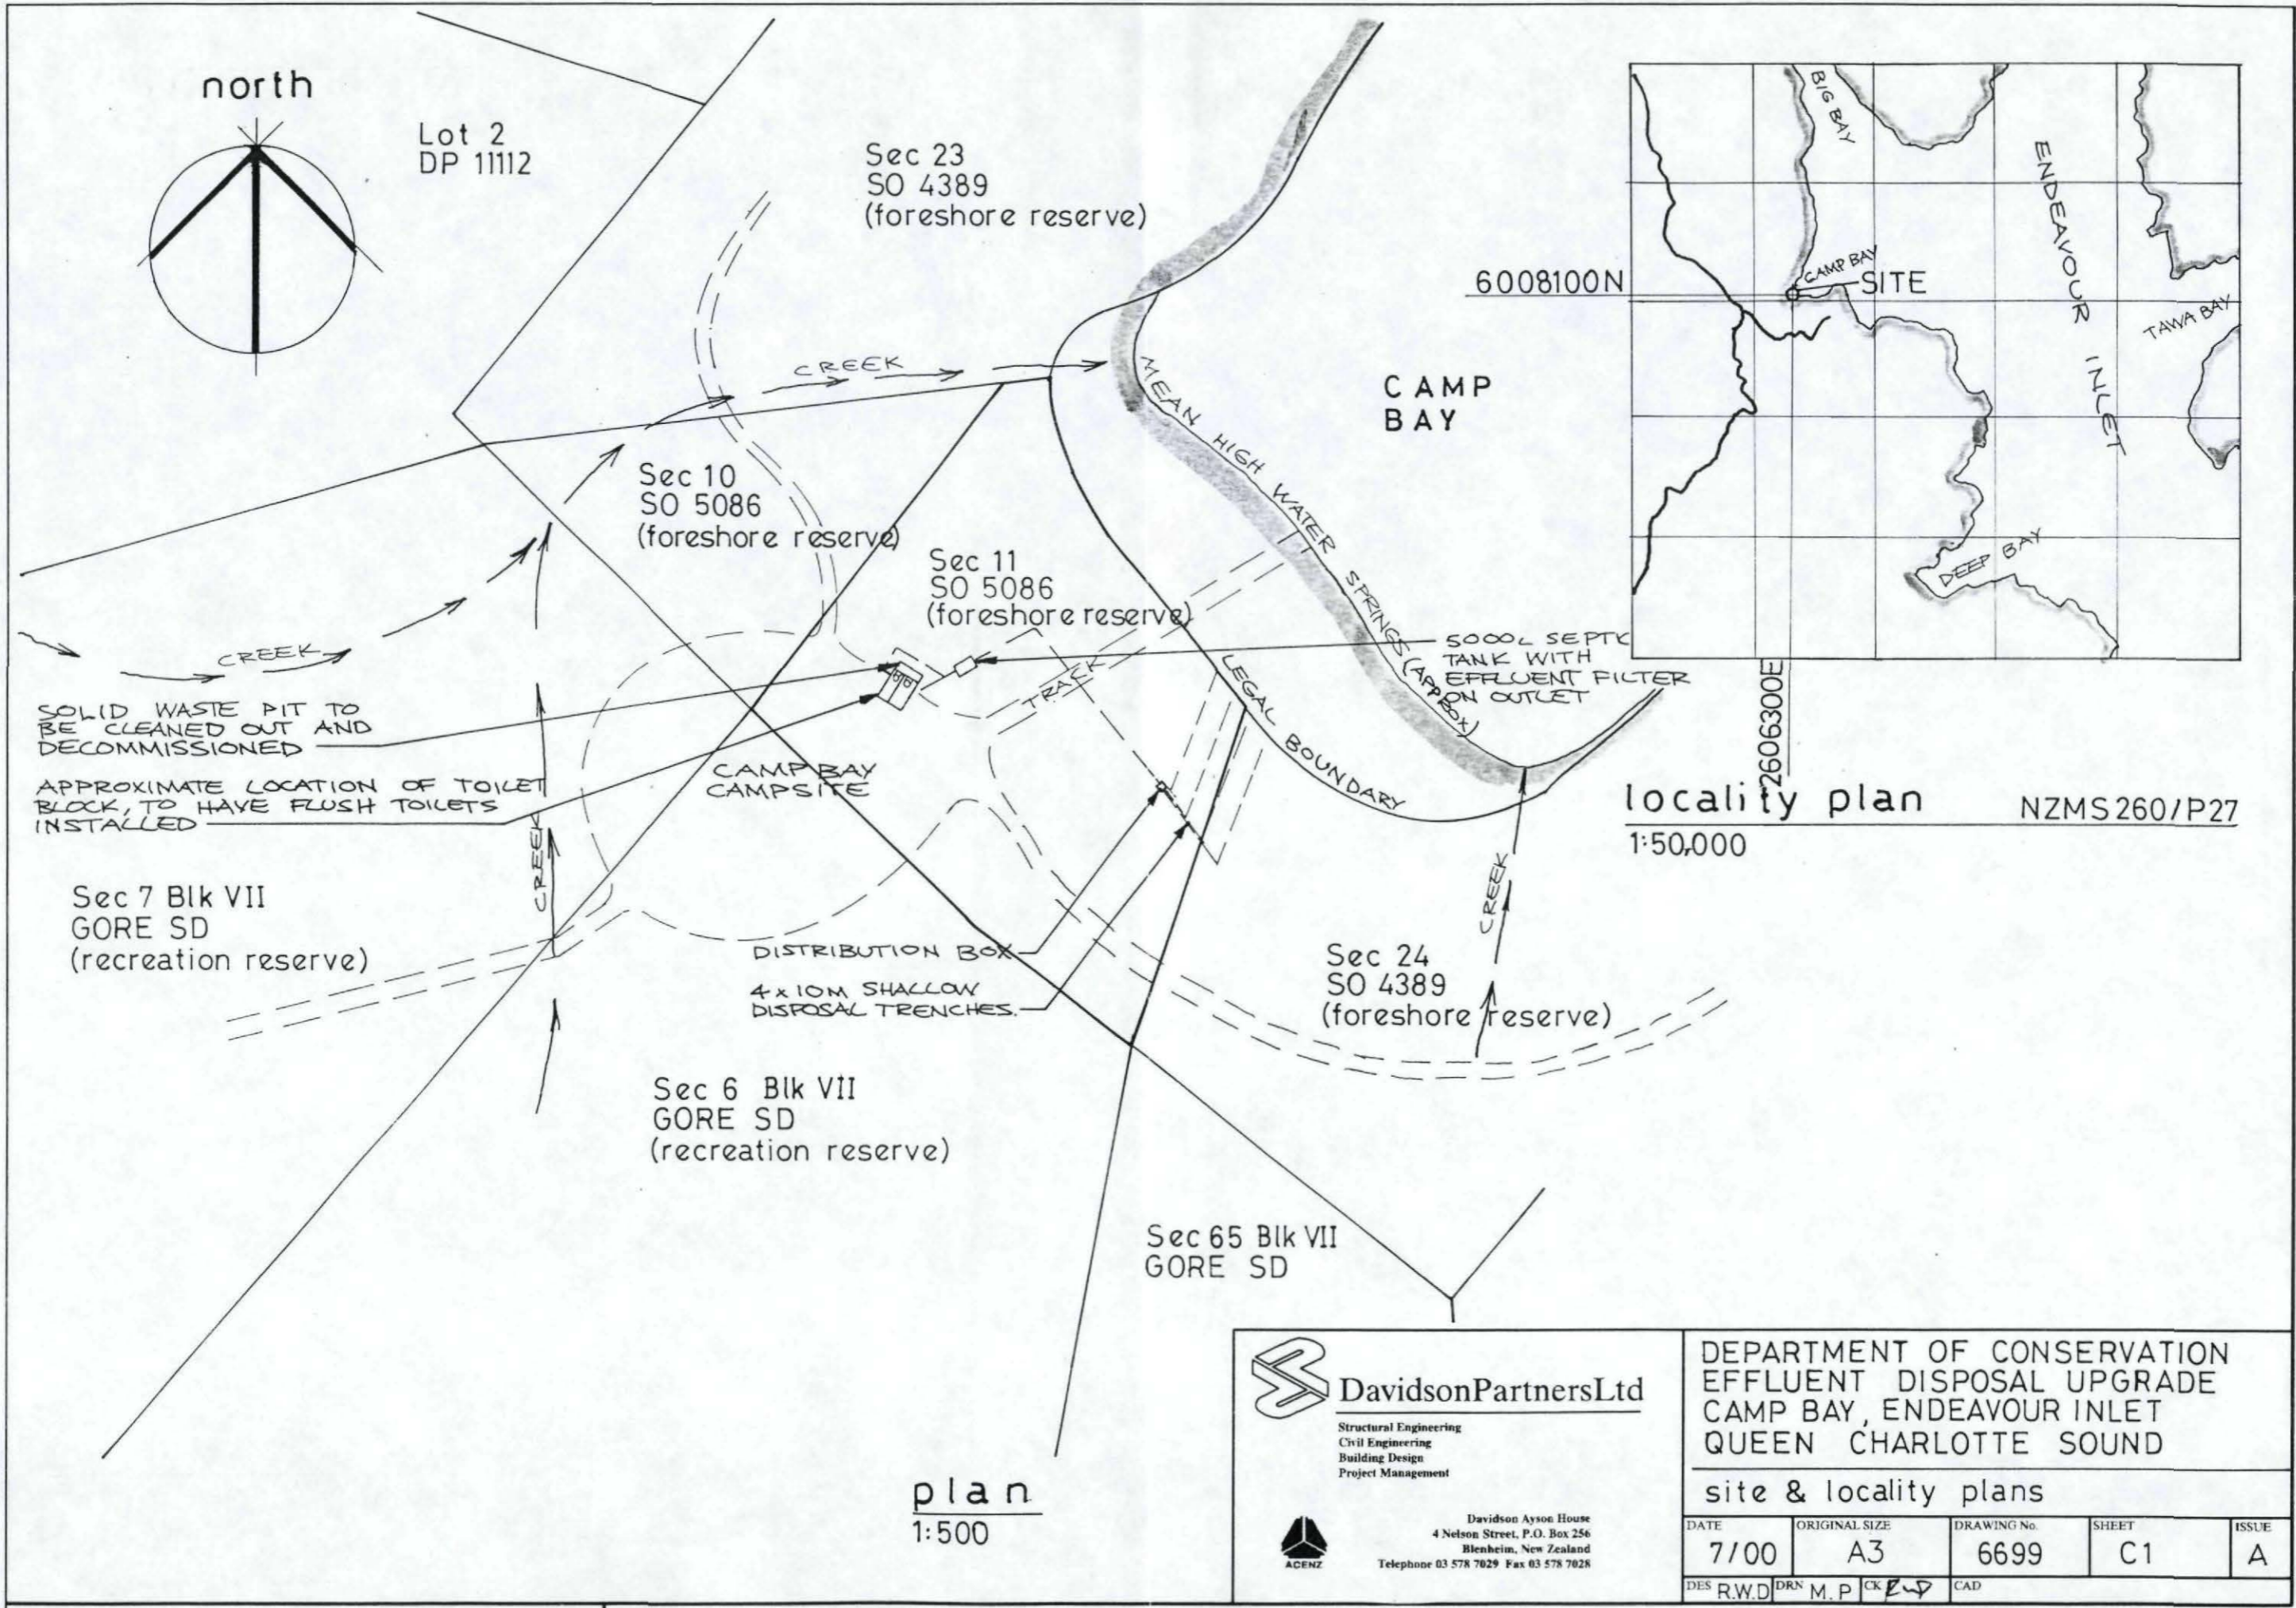 north
Lot 2
DP 11112
Sec 23
SO 4389
(foreshore reserve)
CREEK
MEAN HIGH WATER SPRINGS (APPROX)
CAMP
BAY
Sec 10
SO 5086
(foreshore reserve)
Sec 11
SO 5086
(foreshore reserve)
CREEK
TRACK
LEGAL BOUNDARY
5000L SEPTIC
TANK WITH
EFFLUENT FILTER
ON OUTLET
SOLID WASTE PIT TO
BE CLEANED OUT AND
DECOMMISSIONED
APPROXIMATE LOCATION OF TOILET
BLOCK, TO HAVE FLUSH TOILETS
INSTALLED
CAMP BAY
CAMPSITE
CREEK
Sec 7 Blk VII
GORE SD
(recreation reserve)
DISTRIBUTION BOX
4 x 10M SHALLOW
DISPOSAL TRENCHES.
CREEK
Sec 24
SO 4389
(foreshore reserve)
Sec 6 Blk VII
GORE SD
(recreation reserve)
Sec 65 Blk VII
GORE SD
plan
1:500
BIG BAY
ENDEAVOUR INLET
CAMP BAY
SITE
6008100N
TAWA BAY
DEEP BAY
2606300E
locality plan
NZMS260/P27
1:50,000
DavidsonPartnersLtd
Structural Engineering
Civil Engineering
Building Design
Project Management
ACENZ
Davidson Ayson House
4 Nelson Street, P.O. Box 256
Blenheim, New Zealand
Telephone 03 578 7029 Fax 03 578 7028
DEPARTMENT OF CONSERVATION
EFFLUENT DISPOSAL UPGRADE
CAMP BAY, ENDEAVOUR INLET
QUEEN CHARLOTTE SOUND
site & locality plans
DATE ORIGINAL SIZE DRAWING No. SHEET ISSUE
7/00 A3 6699 C1 A
DES R.W.D DRN M.P CK CAD